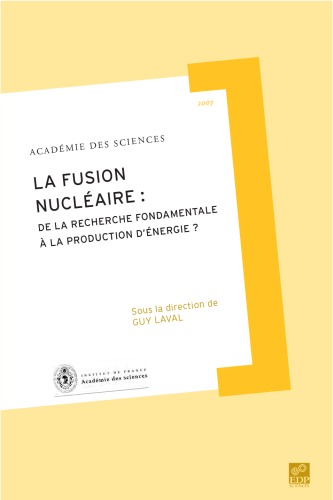 2007
ACADÉMIE DES SCIENCES
LA FUSION
NUCLÉAIRE :
DE LA RECHERCHE FONDAMENTALE
À LA PRODUCTION D'ÉNERGIE ?
Sous la direction de
GUY LAVAL
INSTITUT DE FRANCE
Académie des sciences
EDP
SCIENCES